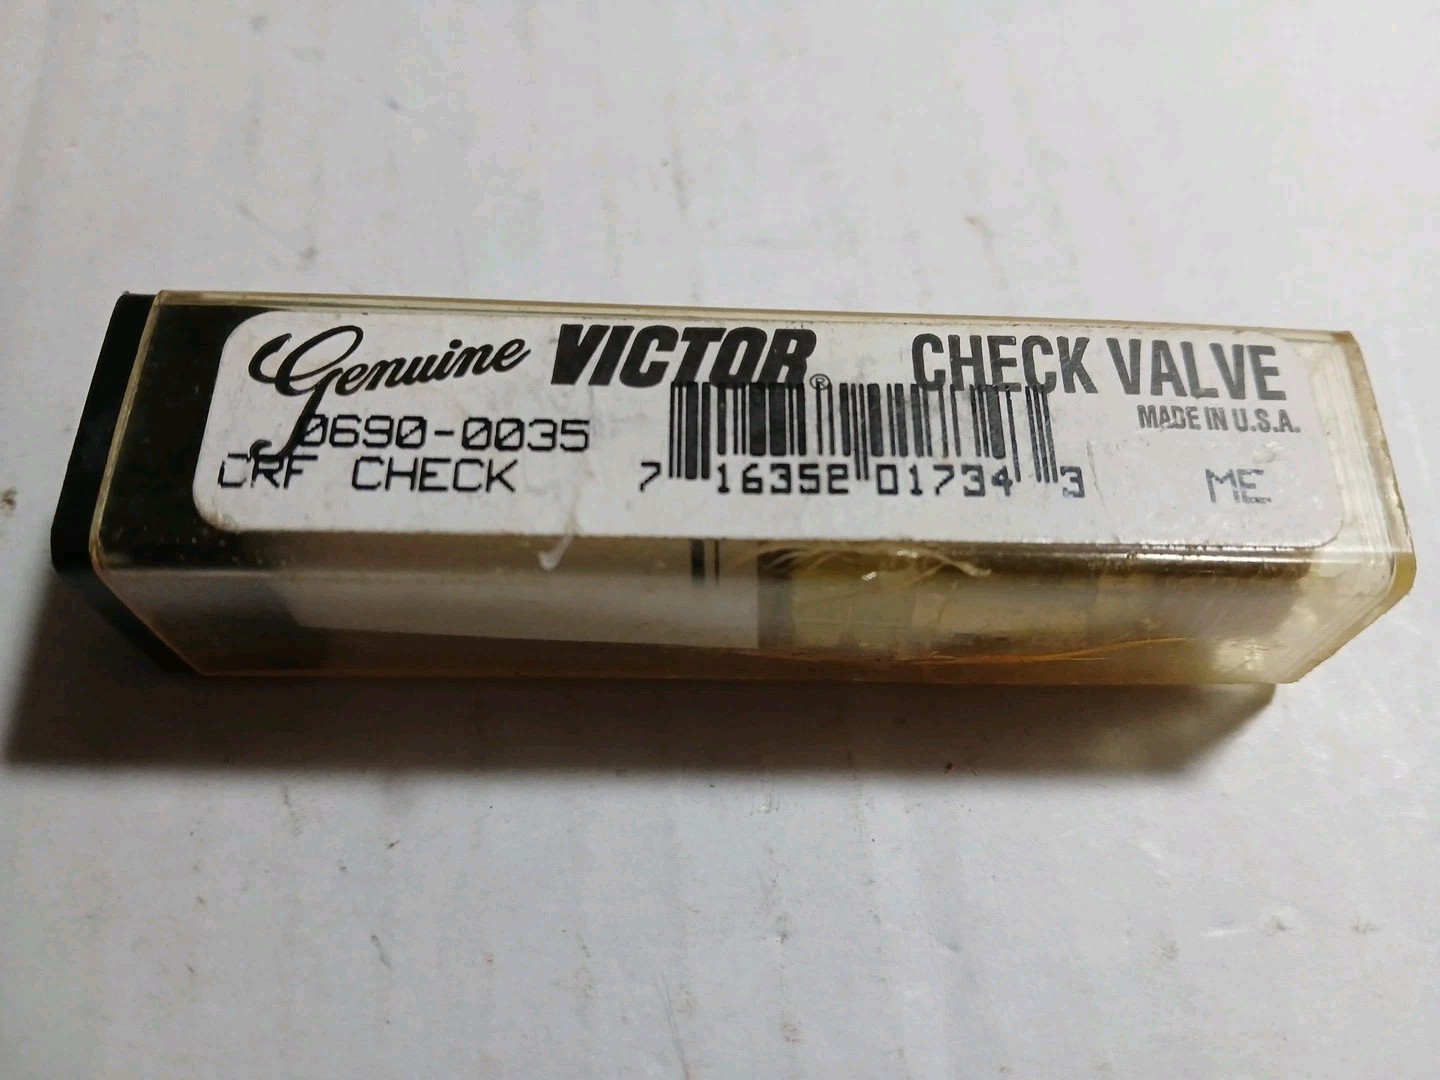 Genuine VICTOR® CHECK VALVE
MADE IN U.S.A.
0690-0035
CRF CHECK
7 16352 01734 3
ME